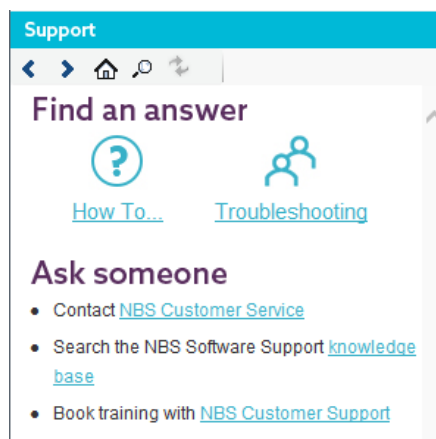 Support
Find an answer
?
How To...
Troubleshooting
Ask someone
Contact NBS Customer Service
Search the NBS Software Support knowledge
base
Book training with NBS Customer Support